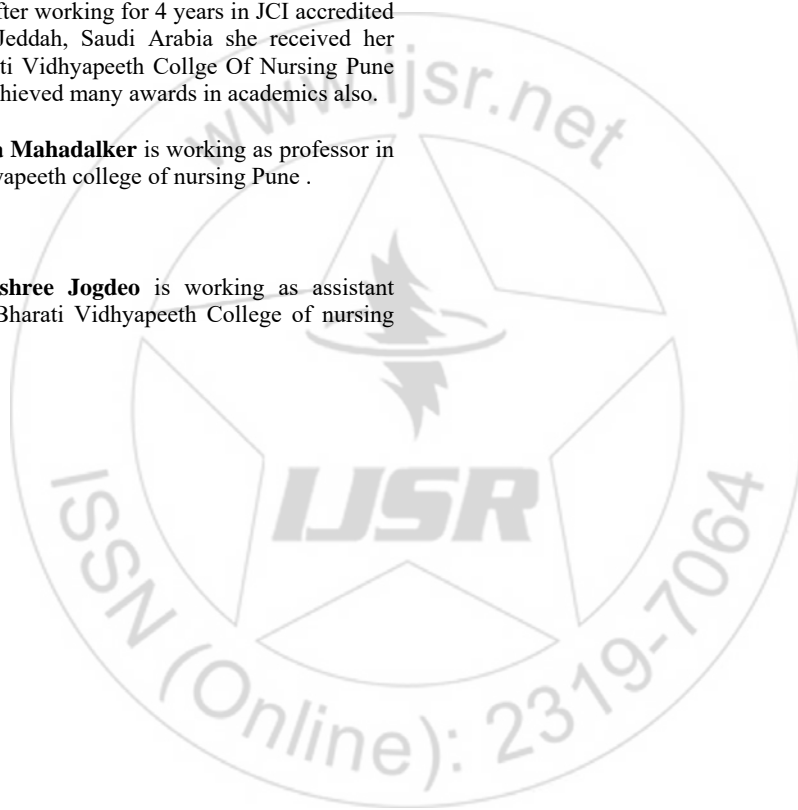 fter working for 4 years in JCI accredited
Jeddah, Saudi Arabia she received her
ti Vidhyapeeth Collge Of Nursing Pune
chieved many awards in academics also.
a Mahadalker is working as professor in
yapeeth college of nursing Pune .
shree Jogdeo is working as assistant
Bharati Vidhyapeeth College of nursing
www.ijsr.net
IJSR
ISSN (Online): 2319-7064